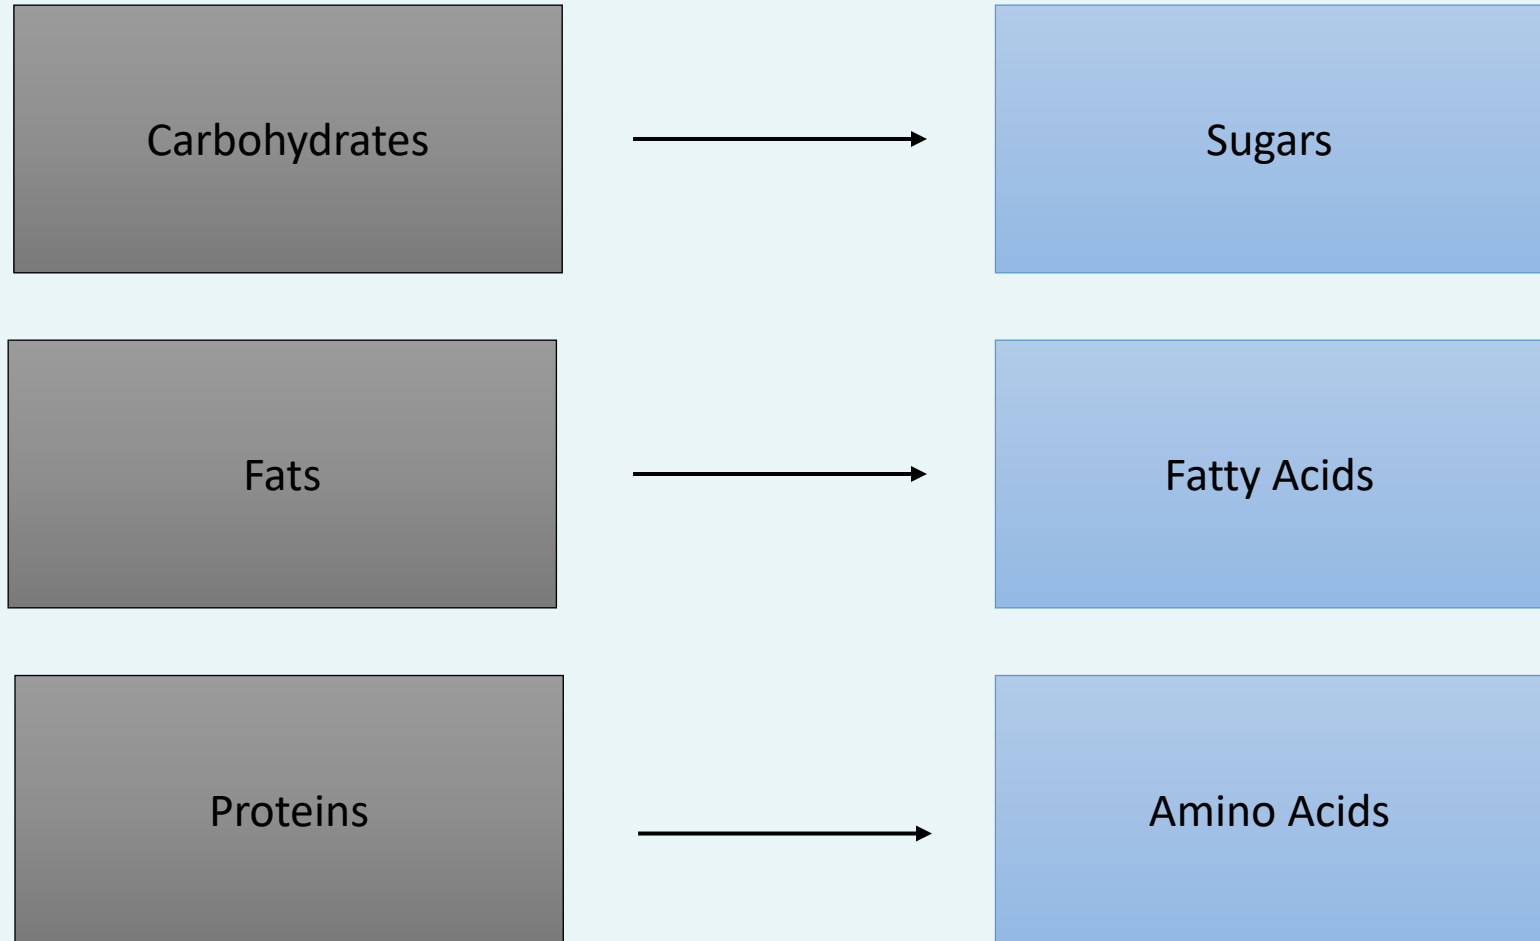 Carbohydrates
Sugars
Fats
Fatty Acids
Proteins
Amino Acids